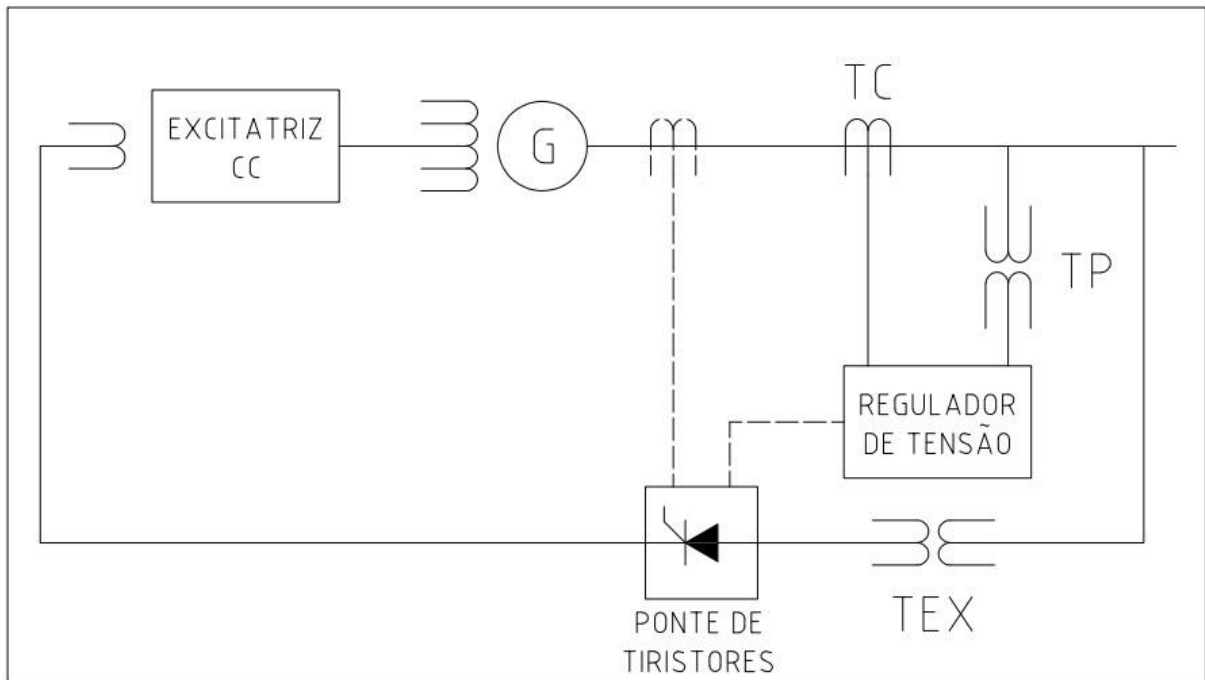 TC
EXCITATRIZ
CC
G
TP
REGULADOR
DE TENSÃO
TEX
PONTE DE
TIRISTORES